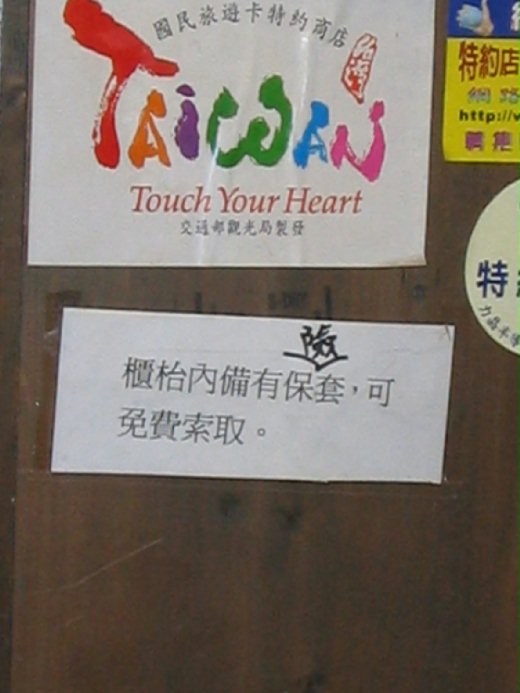 國民旅遊卡特約商店
TAIWAN
Touch Your Heart
交通部觀光局製發
特約店
網路
http://
特
險
櫃枱內備有保套，可
免費索取。